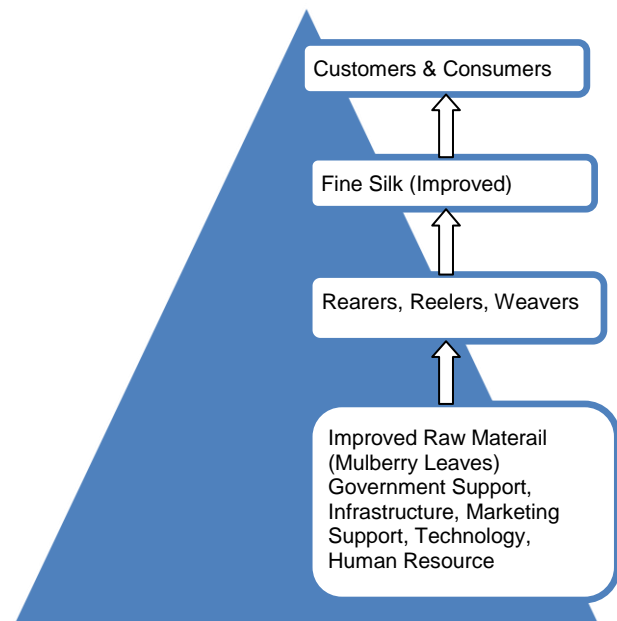 Customers & Consumers
Fine Silk (Improved)
Rearers, Reelers, Weavers
Improved Raw Materail
(Mulberry Leaves)
Government Support,
Infrastructure, Marketing
Support, Technology,
Human Resource